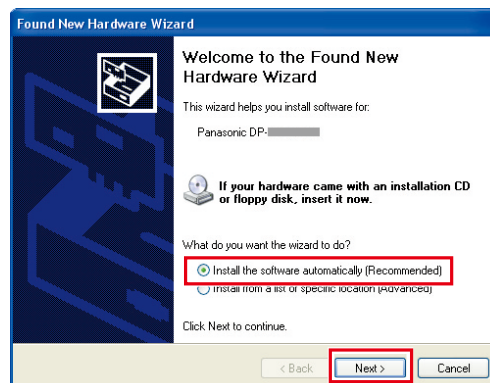 Found New Hardware Wizard
Welcome to the Found New
Hardware Wizard
This wizard helps you install software for:
Panasonic DP-
If your hardware came with an installation CD
or floppy disk, insert it now.
What do you want the wizard to do?
Install the software automatically (Recommended)
Install from a list or specific location (Advanced)
Click Next to continue.
< Back
Next >
Cancel